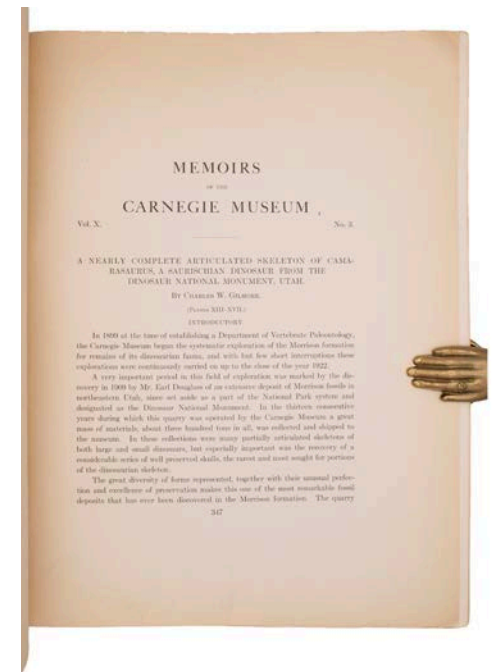 MEMOIRS
OF THE
CARNEGIE MUSEUM
Vol. X. No. 3.
A NEARLY COMPLETE ARTICULATED SKELETON OF CAMA-
RASAURUS, A SAURISCHIAN DINOSAUR FROM THE
DINOSAUR NATIONAL MONUMENT, UTAH.
By Charles W. Gilmore.
(Plates XIII–XVII.)
INTRODUCTORY.
In 1899 at the time of establishing a Department of Vertebrate Paleontology,
the Carnegie Museum began the systematic exploration of the Morrison formation
for remains of its dinosaurian fauna, and with but few short interruptions these
explorations were continuously carried on up to the close of the year 1922.
A very important period in this field of exploration was marked by the dis-
covery in 1909 by Mr. Earl Douglass of an extensive deposit of Morrison fossils in
northeastern Utah, since set aside as a part of the National Park system and
designated as the Dinosaur National Monument. In the thirteen consecutive
years during which this quarry was operated by the Carnegie Museum a great
mass of materials, about three hundred tons in all, was collected and shipped to
the museum. In these collections were many partially articulated skeletons of
both large and small dinosaurs, but especially important was the recovery of a
considerable series of well preserved skulls, the rarest and most sought for portions
of the dinosaurian skeleton.
The great diversity of forms represented, together with their unusual perfec-
tion and excellence of preservation makes this one of the most remarkable fossil
deposits that has ever been discovered in the Morrison formation. The quarry
347